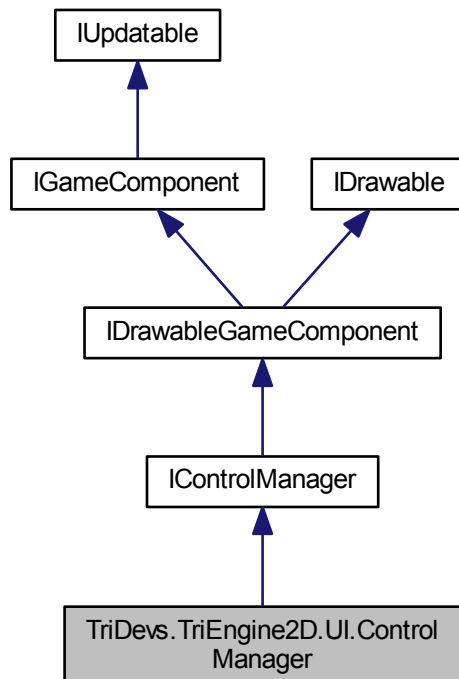 IUpdatable
IGameComponent
IDrawable
IDrawableGameComponent
IControlManager
TriDevs.TriEngine2D.UI.Control
Manager